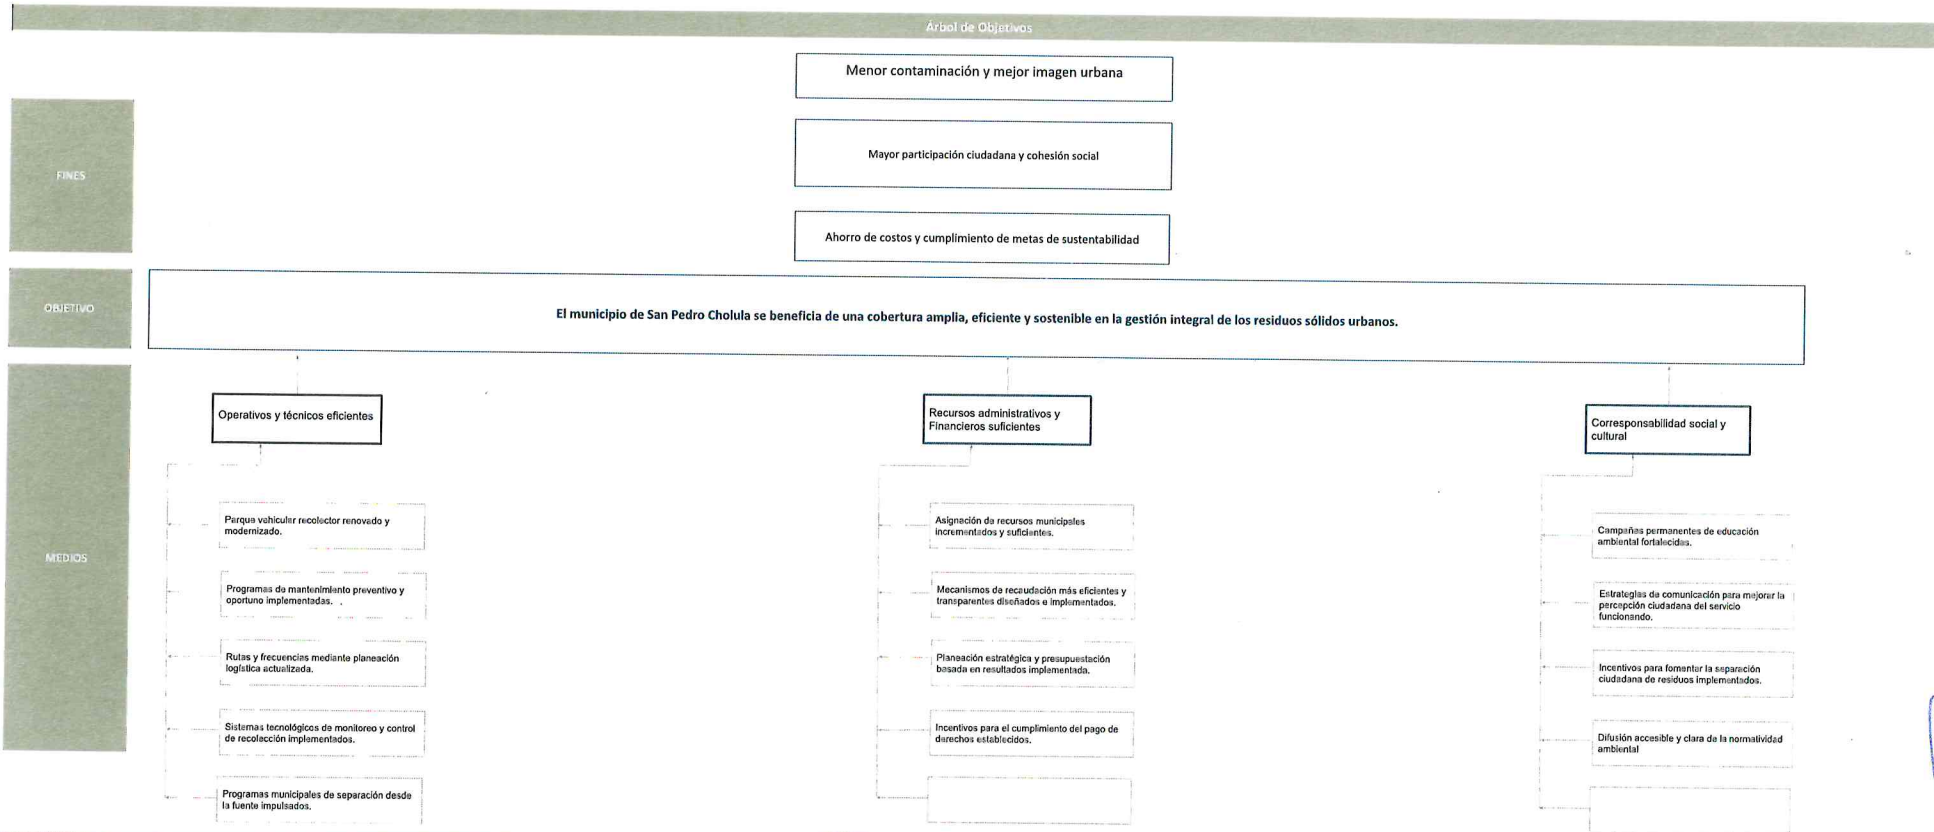 Árbol de Objetivos
Menor contaminación y mejor imagen urbana
FINES
Mayor participación ciudadana y cohesión social
Ahorro de costos y cumplimiento de metas de sustentabilidad
OBJETIVO
El municipio de San Pedro Cholula se beneficia de una cobertura amplia, eficiente y sostenible en la gestión integral de los residuos sólidos urbanos.
MEDIOS
Operativos y técnicos eficientes
Parque vehicular recolector renovado y
modernizado.
Programas de mantenimiento preventivo y
oportuno implementadas.
Rutas y frecuencias mediante planeación
logística actualizada.
Sistemas tecnológicos de monitoreo y control
de recolección implementados.
Programas municipales de separación desde
la fuente impulsados.
Recursos administrativos y
Financieros suficientes
Asignación de recursos municipales
incrementados y suficientes.
Mecanismos de recaudación más eficientes y
transparentes diseñados e implementados.
Planeación estratégica y presupuestación
basada en resultados implementada.
Incentivos para el cumplimiento del pago de
derechos establecidos.
Corresponsabilidad social y
cultural
Campañas permanentes de educación
ambiental fortalecidas.
Estrategias de comunicación para mejorar la
percepción ciudadana del servicio
funcionando.
Incentivos para fomentar la separación
ciudadana de residuos implementados.
Difusión accesible y clara de la normatividad
ambiental